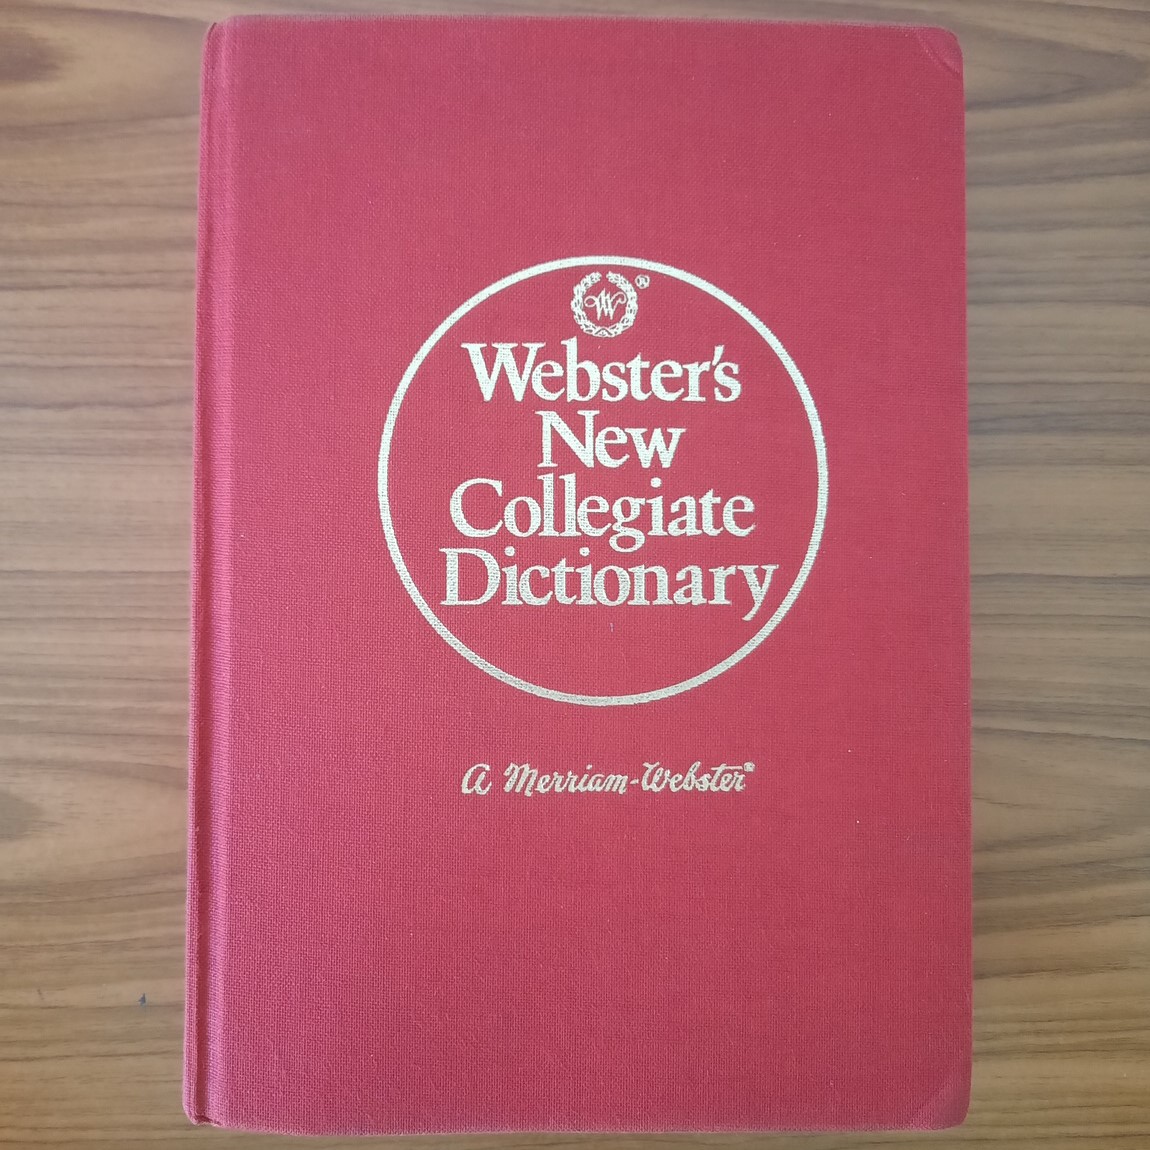 W®
Webster's
New
Collegiate
Dictionary
A Merriam-Webster®